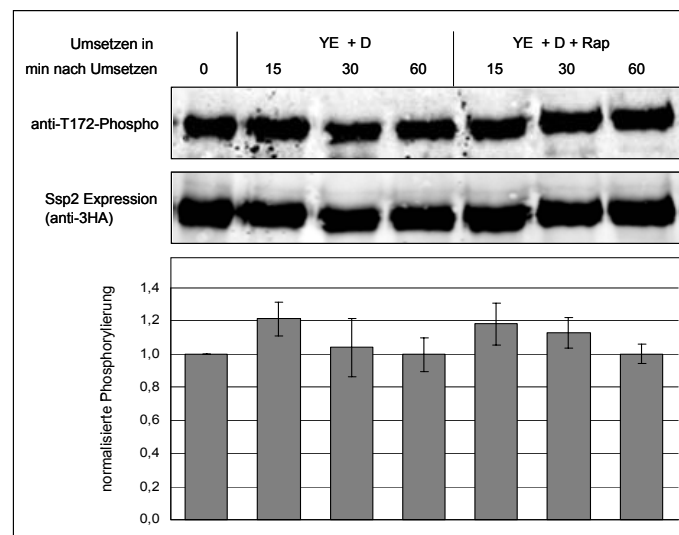 Umsetzen in YE + D YE + D + Rap
min nach Umsetzen 0 15 30 60 15 30 60
anti-T172-Phospho
Ssp2 Expression
(anti-3HA)
normalisierte Phosphorylierung
1,4
1,2
1,0
0,8
0,6
0,4
0,2
0,0